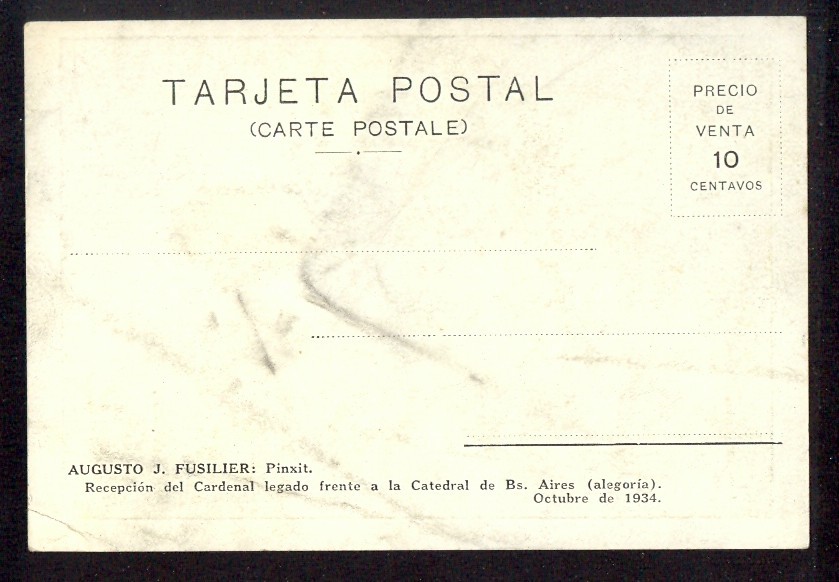 TARJETA POSTAL
(CARTE POSTALE)
PRECIO
DE
VENTA
10
CENTAVOS
AUGUSTO J. FUSILIER: Pinxit.
Recepción del Cardenal legado frente a la Catedral de Bs. Aires (alegoría).
Octubre de 1934.